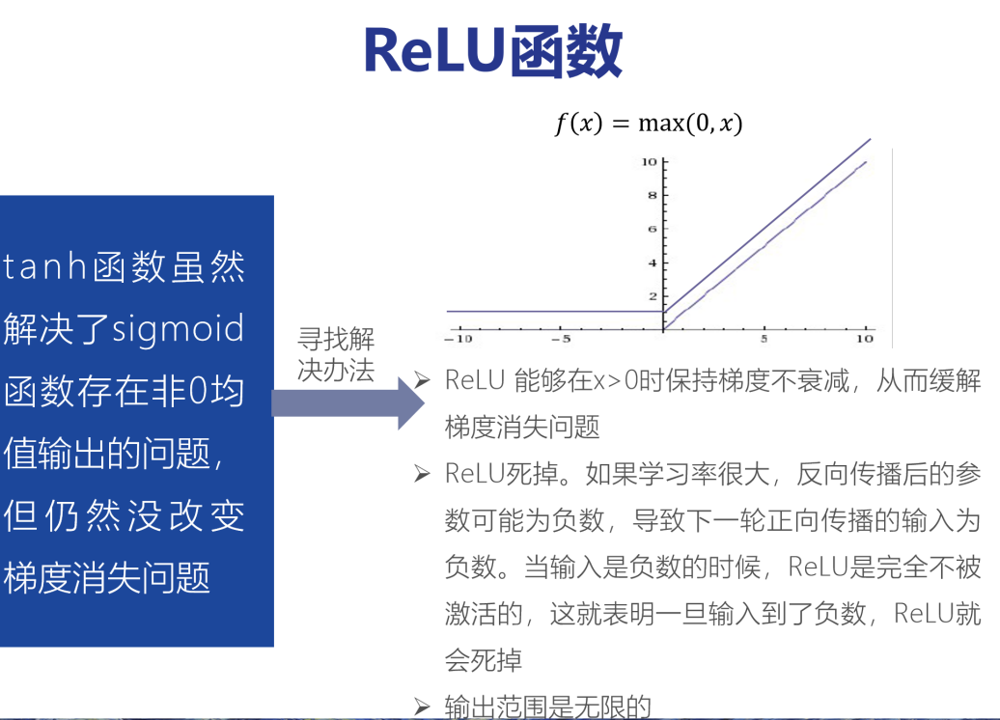 ReLU函数
f(x) = max(0, x)
tanh函数虽然
解决了sigmoid
函数存在非0均
值输出的问题，
但仍然没改变
梯度消失问题
寻找解
决办法
10
8
6
4
2
-10 -5 5 10
➢ ReLU 能够在x>0时保持梯度不衰减，从而缓解
梯度消失问题
➢ ReLU死掉。如果学习率很大，反向传播后的参
数可能为负数，导致下一轮正向传播的输入为
负数。当输入是负数的时候，ReLU是完全不被
激活的，这就表明一旦输入到了负数，ReLU就
会死掉
➢ 输出范围是无限的